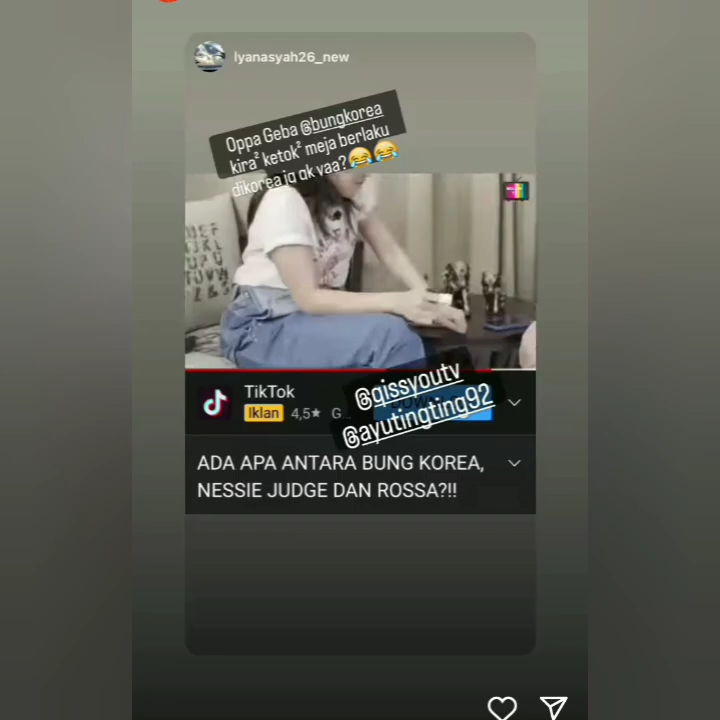 lyanasyah26_new
Oppa Geba @bungkorea
kira² ketok² meja berlaku
dikorea jg gk yaa?😂😂
@qissyoutv
TikTok
Iklan 4,5★ G...
@ayutingting92
ADA APA ANTARA BUNG KOREA,
NESSIE JUDGE DAN ROSSA?!!